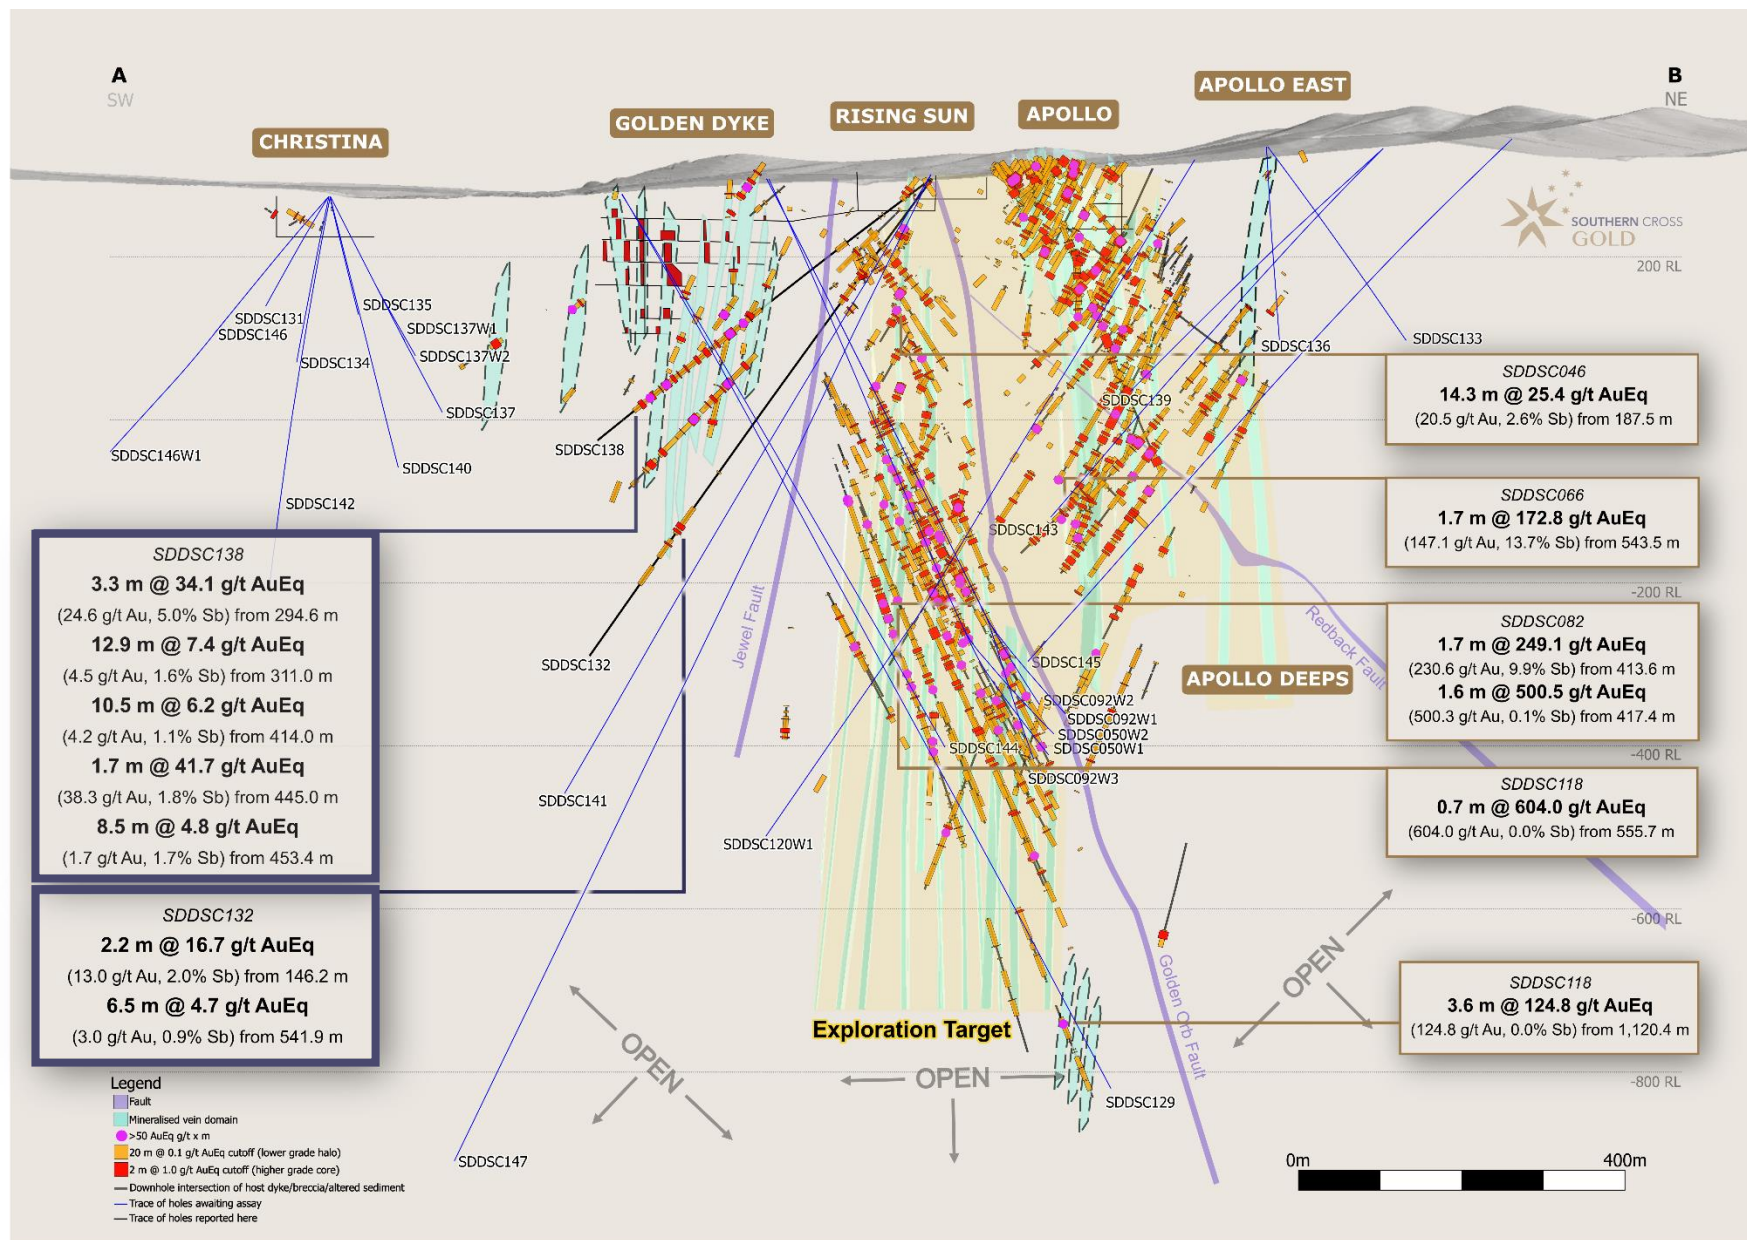 A
SW
B
NE
CHRISTINA
GOLDEN DYKE
RISING SUN
APOLLO
APOLLO EAST
SOUTHERN CROSS
GOLD
200 RL
SDDSC131
SDDSC146
SDDSC134
SDDSC135
SDDSC137W1
SDDSC137W2
SDDSC137
SDDSC146W1
SDDSC140
SDDSC142
SDDSC138
SDDSC132
SDDSC141
SDDSC120W1
SDDSC147
SDDSC136
SDDSC133
SDDSC139
SDDSC143
SDDSC145
SDDSC092W2
SDDSC092W1
SDDSC050W2
SDDSC050W1
SDDSC144
SDDSC092W3
SDDSC129
Jewel Fault
Redback Fault
Golden Orb Fault
APOLLO DEEPS
-200 RL
-400 RL
-600 RL
-800 RL
SDDSC046
14.3 m @ 25.4 g/t AuEq
(20.5 g/t Au, 2.6% Sb) from 187.5 m
SDDSC066
1.7 m @ 172.8 g/t AuEq
(147.1 g/t Au, 13.7% Sb) from 543.5 m
SDDSC082
1.7 m @ 249.1 g/t AuEq
(230.6 g/t Au, 9.9% Sb) from 413.6 m
1.6 m @ 500.5 g/t AuEq
(500.3 g/t Au, 0.1% Sb) from 417.4 m
SDDSC118
0.7 m @ 604.0 g/t AuEq
(604.0 g/t Au, 0.0% Sb) from 555.7 m
SDDSC118
3.6 m @ 124.8 g/t AuEq
(124.8 g/t Au, 0.0% Sb) from 1,120.4 m
SDDSC138
3.3 m @ 34.1 g/t AuEq
(24.6 g/t Au, 5.0% Sb) from 294.6 m
12.9 m @ 7.4 g/t AuEq
(4.5 g/t Au, 1.6% Sb) from 311.0 m
10.5 m @ 6.2 g/t AuEq
(4.2 g/t Au, 1.1% Sb) from 414.0 m
1.7 m @ 41.7 g/t AuEq
(38.3 g/t Au, 1.8% Sb) from 445.0 m
8.5 m @ 4.8 g/t AuEq
(1.7 g/t Au, 1.7% Sb) from 453.4 m
SDDSC132
2.2 m @ 16.7 g/t AuEq
(13.0 g/t Au, 2.0% Sb) from 146.2 m
6.5 m @ 4.7 g/t AuEq
(3.0 g/t Au, 0.9% Sb) from 541.9 m
Exploration Target
OPEN
OPEN
OPEN
Legend
Fault
Mineralised vein domain
>50 AuEq g/t x m
20 m @ 0.1 g/t AuEq cutoff (lower grade halo)
2 m @ 1.0 g/t AuEq cutoff (higher grade core)
Downhole intersection of host dyke/breccia/altered sediment
Trace of holes awaiting assay
Trace of holes reported here
0m
400m